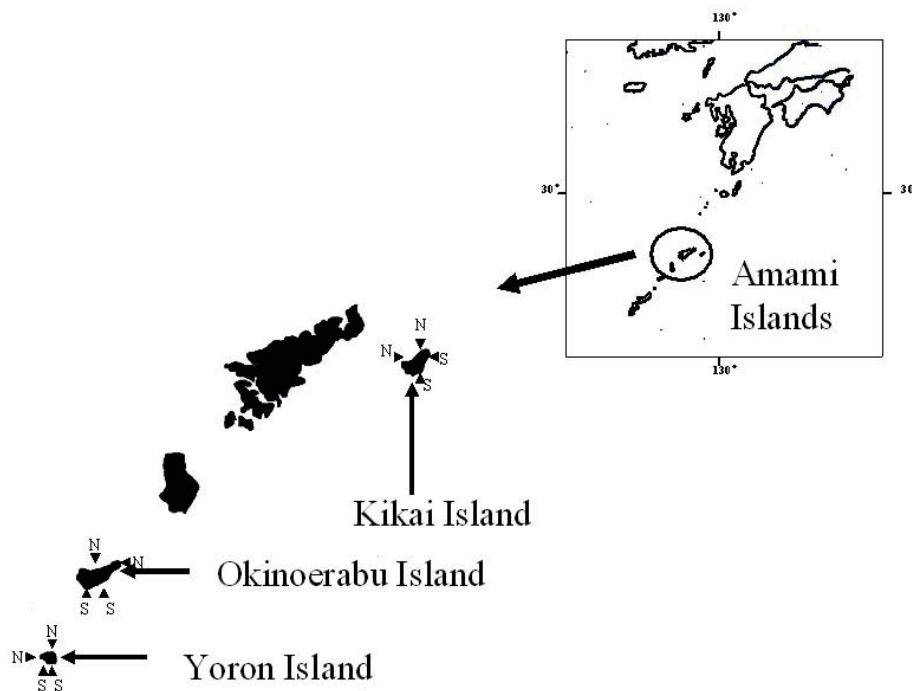 130°
30°
30
Amami
Islands
130°
N
N
S
S
Kikai Island
N
N
Okinoerabu Island
S S
N
N
Yoron Island
S S